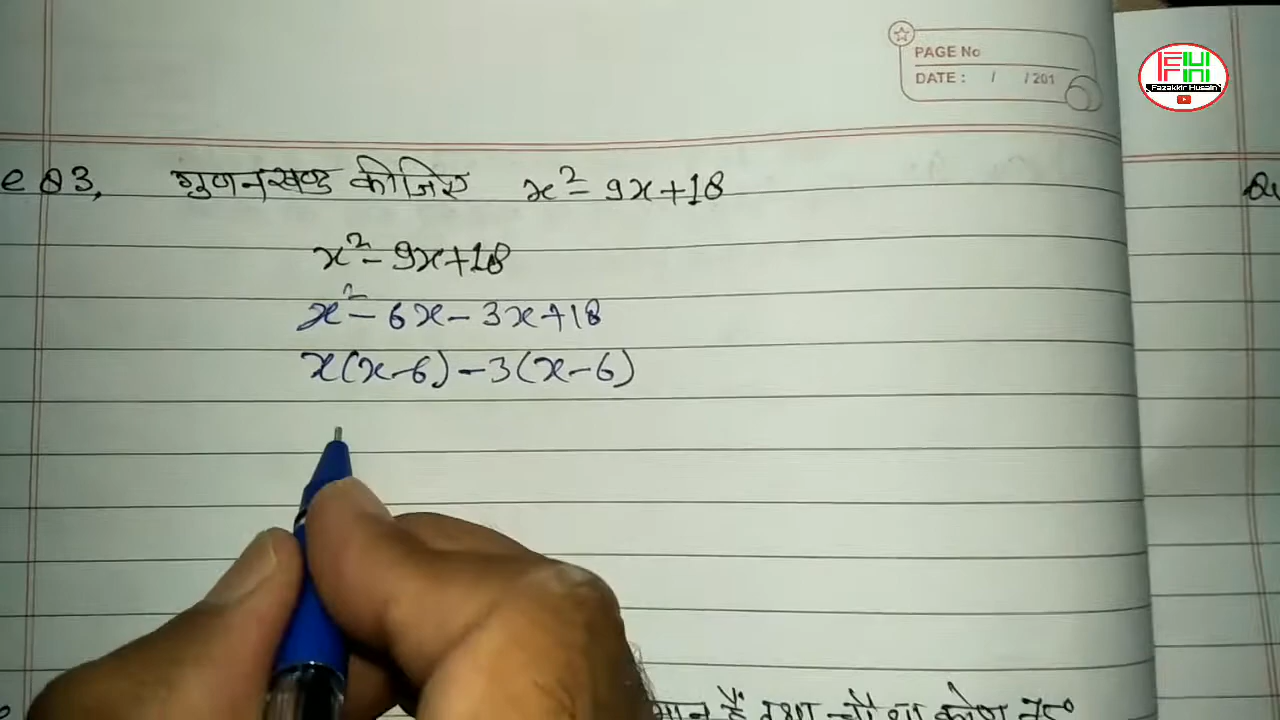 PAGE No
DATE : / / 201
Fazakkir Husain
e Q3, गुणनखण्ड कीजिए x² - 9x + 18
x² - 9x + 18
x² - 6x - 3x + 18
x(x-6) - 3(x-6)